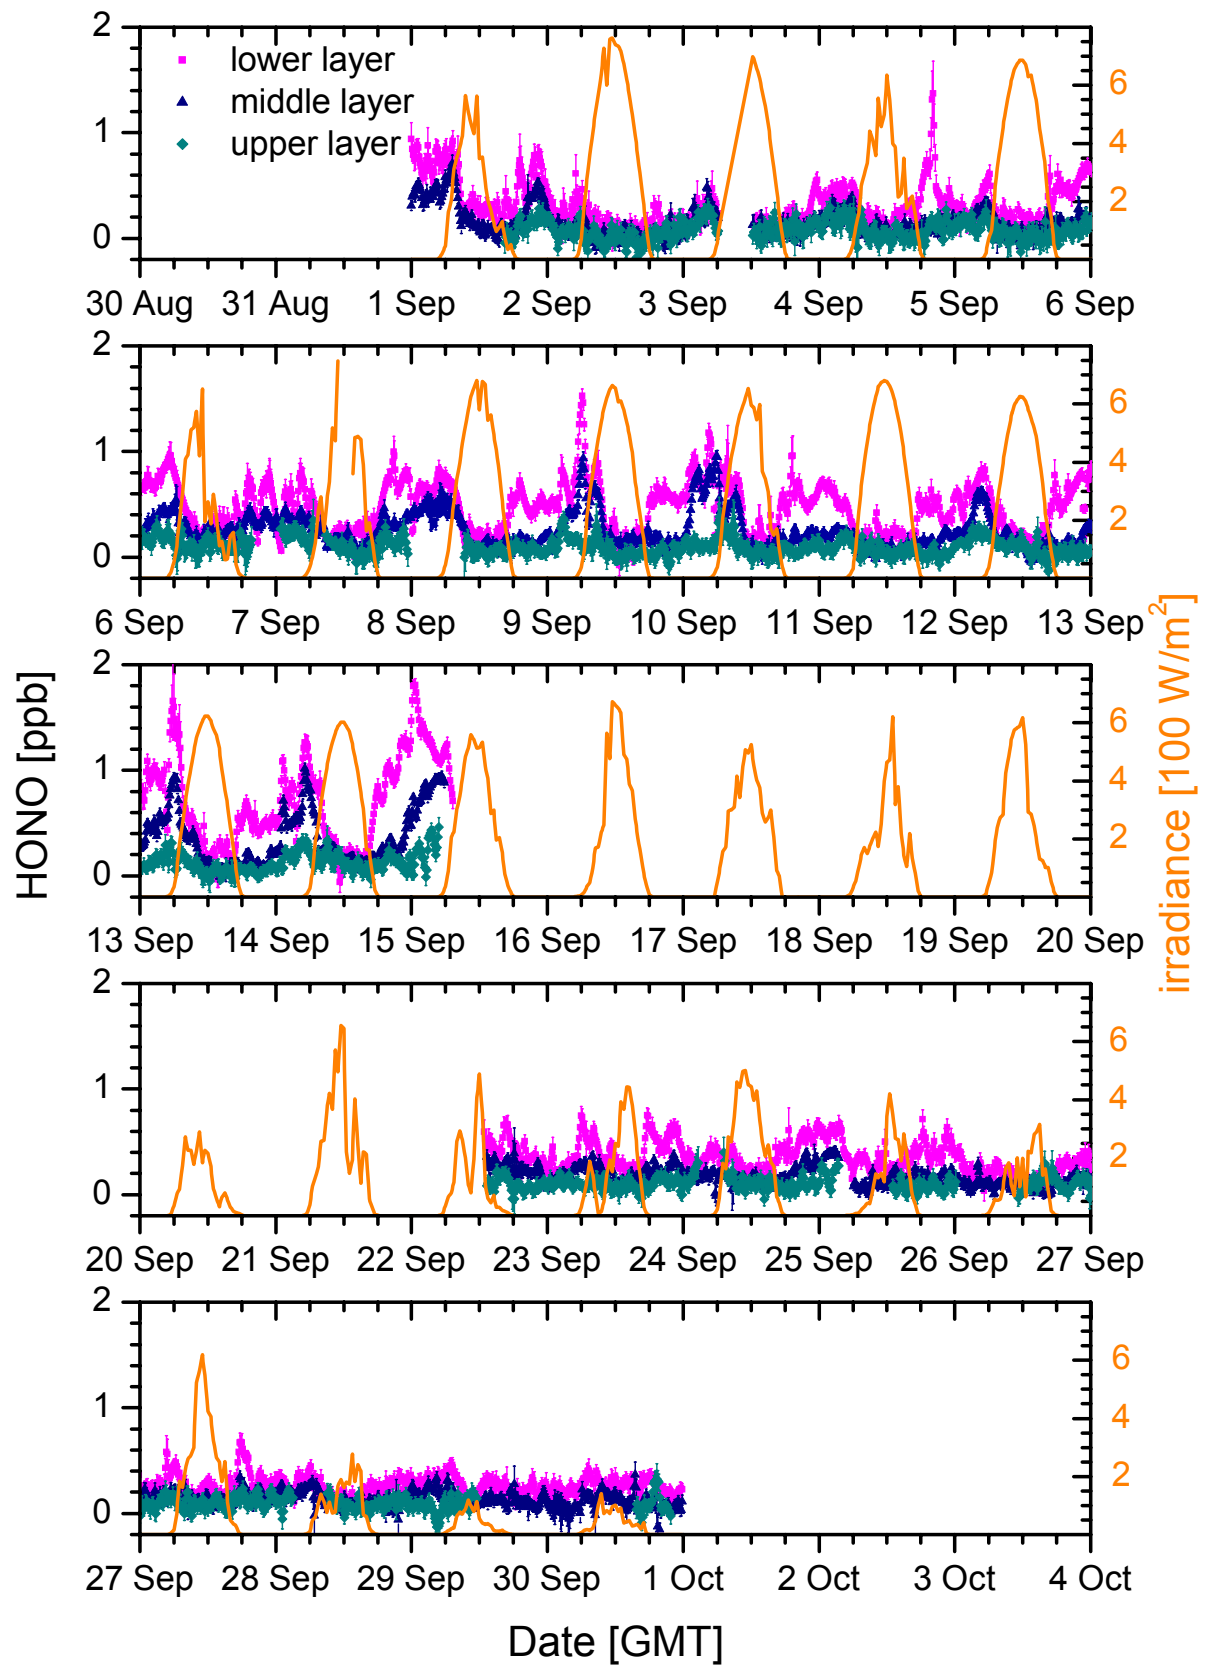 2
1
0
lower layer
middle layer
upper layer
6
4
2
30 Aug 31 Aug 1 Sep 2 Sep 3 Sep 4 Sep 5 Sep 6 Sep
2
1
0
6
4
2
6 Sep 7 Sep 8 Sep 9 Sep 10 Sep 11 Sep 12 Sep 13 Sep
HONO [ppb]
2
1
0
6
4
2
irradiance [100 W/m²]
13 Sep 14 Sep 15 Sep 16 Sep 17 Sep 18 Sep 19 Sep 20 Sep
2
1
0
6
4
2
20 Sep 21 Sep 22 Sep 23 Sep 24 Sep 25 Sep 26 Sep 27 Sep
2
1
0
6
4
2
27 Sep 28 Sep 29 Sep 30 Sep 1 Oct 2 Oct 3 Oct 4 Oct
Date [GMT]